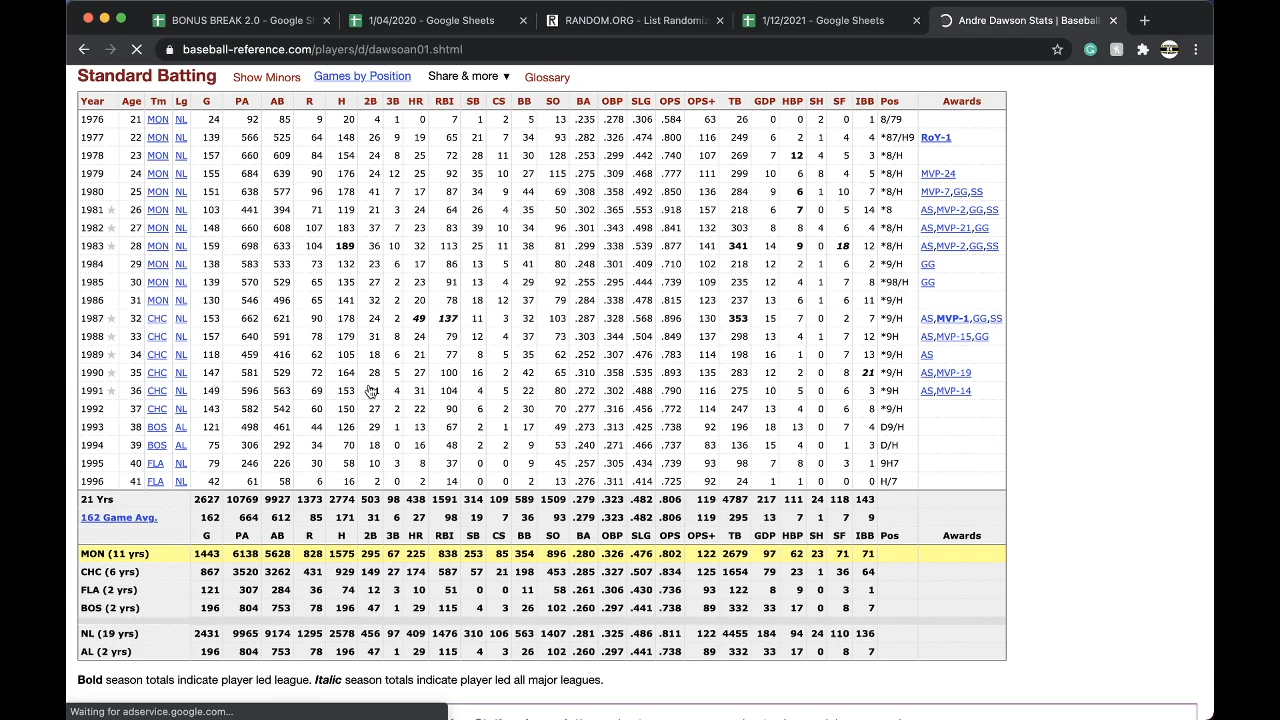 BONUS BREAK 2.0 - Google S
1/04/2020 - Google Sheets
RANDOM.ORG - List Randomiz
1/12/2021 - Google Sheets
Andre Dawson Stats | Baseball
baseball-reference.com/players/d/dawsoan01.shtml
Standard Batting Show Minors Games by Position Share & more ▼ Glossary
Year Age Tm Lg G PA AB R H 2B 3B HR RBI SB CS BB SO BA OBP SLG OPS OPS+ TB GDP HBP SH SF IBB Pos Awards
1976 21 MON NL 24 92 85 9 20 4 1 0 7 1 2 5 13 .235 .278 .306 .584 63 26 0 0 2 0 1 8/79
1977 22 MON NL 139 566 525 64 148 26 9 19 65 21 7 34 93 .282 .326 .474 .800 116 249 6 2 1 4 4 *87/H9 RoY-1
1978 23 MON NL 157 660 609 84 154 24 8 25 72 28 11 30 128 .253 .299 .442 .740 107 269 7 12 4 5 3 *8/H
1979 24 MON NL 155 684 639 90 176 24 12 25 92 35 10 27 115 .275 .309 .468 .777 111 299 10 6 8 4 5 *8/H MVP-24
1980 25 MON NL 151 638 577 96 178 41 7 17 87 34 9 44 69 .308 .358 .492 .850 136 284 9 6 1 10 7 *8/H MVP-7,GG,SS
1981 ★ 26 MON NL 103 441 394 71 119 21 3 24 64 26 4 35 50 .302 .365 .553 .918 157 218 6 7 0 5 14 *8 AS,MVP-2,GG,SS
1982 ★ 27 MON NL 148 660 608 107 183 37 7 23 83 39 10 34 96 .301 .343 .498 .841 132 303 8 8 4 6 4 *8/H AS,MVP-21,GG
1983 ★ 28 MON NL 159 698 633 104 189 36 10 32 113 25 11 38 81 .299 .338 .539 .877 141 341 14 9 0 18 12 *8/H AS,MVP-2,GG,SS
1984 29 MON NL 138 583 533 73 132 23 6 17 86 13 5 41 80 .248 .301 .409 .710 102 218 12 2 1 6 2 *9/H GG
1985 30 MON NL 139 570 529 65 135 27 2 23 91 13 4 29 92 .255 .295 .444 .739 110 235 12 4 1 7 8 *98/H GG
1986 31 MON NL 130 546 496 65 141 32 2 20 78 18 12 37 79 .284 .338 .478 .815 123 237 13 6 1 6 11 *9/H
1987 ★ 32 CHC NL 153 662 621 90 178 24 2 49 137 11 3 32 103 .287 .328 .568 .896 130 353 15 7 0 2 7 *9/H AS,MVP-1,GG,SS
1988 ★ 33 CHC NL 157 640 591 78 179 31 8 24 79 12 4 37 73 .303 .344 .504 .849 137 298 13 4 1 7 12 *9H AS,MVP-15,GG
1989 ★ 34 CHC NL 118 459 416 62 105 18 6 21 77 8 5 35 62 .252 .307 .476 .783 114 198 16 1 0 7 13 *9/H AS
1990 ★ 35 CHC NL 147 581 529 72 164 28 5 27 100 16 2 42 65 .310 .358 .535 .893 135 283 12 2 0 8 21 *9/H AS,MVP-19
1991 ★ 36 CHC NL 149 596 563 69 153 4 31 104 4 5 22 80 .272 .302 .488 .790 116 275 10 5 0 6 3 *9H AS,MVP-14
1992 37 CHC NL 143 582 542 60 150 27 2 22 90 6 2 30 70 .277 .316 .456 .772 114 247 13 4 0 6 8 *9/H
1993 38 BOS AL 121 498 461 44 126 29 1 13 67 2 1 17 49 .273 .313 .425 .738 92 196 18 13 0 7 4 D9/H
1994 39 BOS AL 75 306 292 34 70 18 0 16 48 2 2 9 53 .240 .271 .466 .737 83 136 15 4 0 1 3 D/H
1995 40 FLA NL 79 246 226 30 58 10 3 8 37 0 0 9 45 .257 .305 .434 .739 93 98 7 8 0 3 1 9H7
1996 41 FLA NL 42 61 58 6 16 2 0 2 14 0 0 2 13 .276 .311 .414 .725 92 24 1 1 0 0 0 H/7
21 Yrs 2627 10769 9927 1373 2774 503 98 438 1591 314 109 589 1509 .279 .323 .482 .806 119 4787 217 111 24 118 143
162 Game Avg. 162 664 612 85 171 31 6 27 98 19 7 36 93 .279 .323 .482 .806 119 295 13 7 1 7 9
G PA AB R H 2B 3B HR RBI SB CS BB SO BA OBP SLG OPS OPS+ TB GDP HBP SH SF IBB Pos Awards
MON (11 yrs) 1443 6138 5628 828 1575 295 67 225 838 253 85 354 896 .280 .326 .476 .802 122 2679 97 62 23 71 71
CHC (6 yrs) 867 3520 3262 431 929 149 27 174 587 57 21 198 453 .285 .327 .507 .834 125 1654 79 23 1 36 64
FLA (2 yrs) 121 307 284 36 74 12 3 10 51 0 0 11 58 .261 .306 .430 .736 93 122 8 9 0 3 1
BOS (2 yrs) 196 804 753 78 196 47 1 29 115 4 3 26 102 .260 .297 .441 .738 89 332 33 17 0 8 7
NL (19 yrs) 2431 9965 9174 1295 2578 456 97 409 1476 310 106 563 1407 .281 .325 .486 .811 122 4455 184 94 24 110 136
AL (2 yrs) 196 804 753 78 196 47 1 29 115 4 3 26 102 .260 .297 .441 .738 89 332 33 17 0 8 7
Bold season totals indicate player led league. Italic season totals indicate player led all major leagues.
Waiting for adservice.google.com...